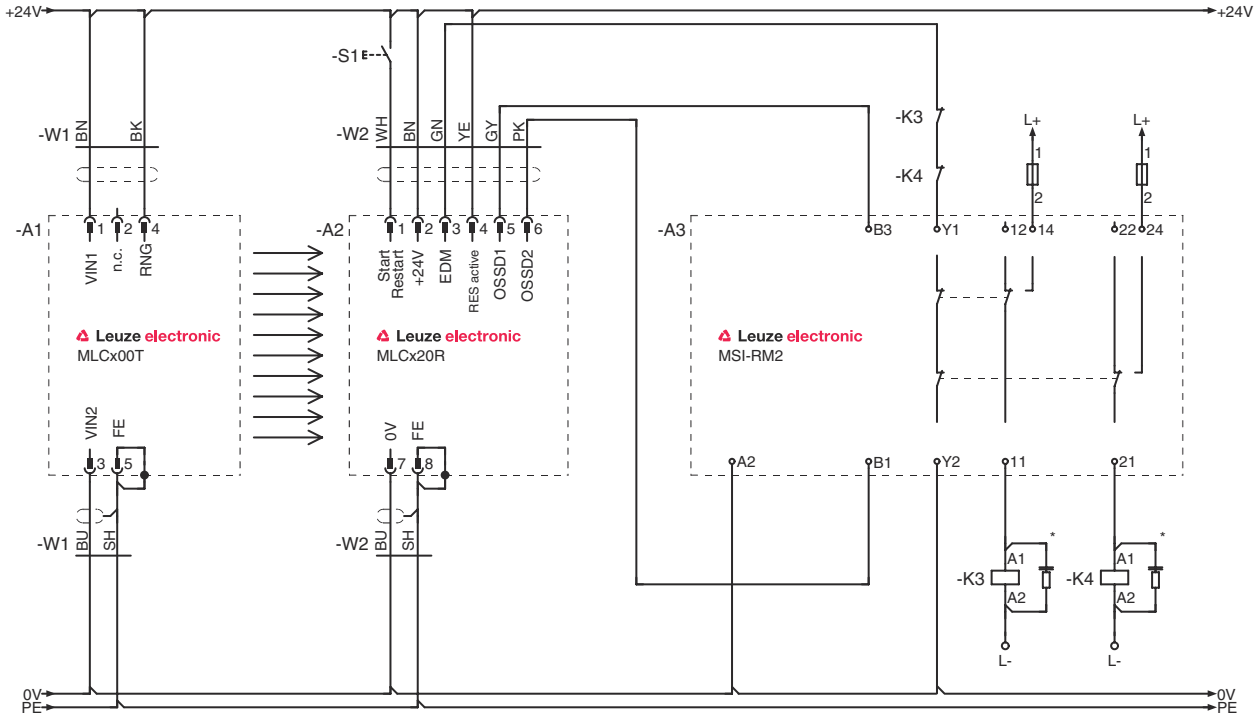 +24V +24V
-S1 E
-W1 BN BK -W2 WH BN GN YE GY PK -K3
L+ L+
1 1
-K4
2 2
-A1 1 2 4 -A2 1 2 3 4 5 6 -A3 B3 Y1 12 14 22 24
VIN1 n.c. RNG Start Restart +24V EDM RES active OSSD1 OSSD2
Leuze electronic Leuze electronic Leuze electronic
MLCx00T MLCx20R MSI-RM2
VIN2 FE 0V FE
3 5 7 8 A2 B1 Y2 11 21
-W1 BU SH -W2 BU SH
* *
A1 A1
-K3 -K4
A2 A2
L- L-
0V 0V
PE PE